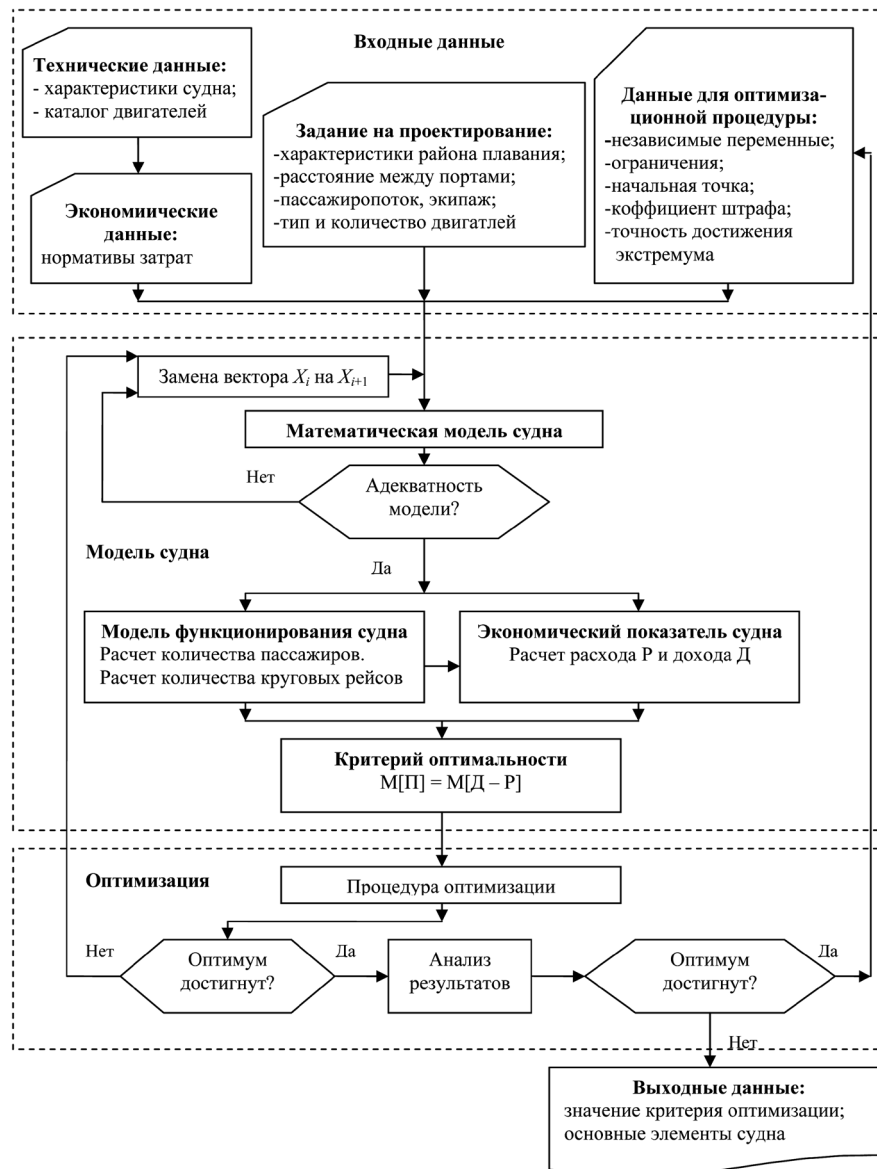 Входные данные
Технические данные:
- характеристики судна;
- каталог двигателей
Экономиические
данные:
нормативы затрат
Задание на проектирование:
-характеристики района плавания;
-расстояние между портами;
-пассажиропоток, экипаж;
-тип и количество двигатлей
Данные для оптимиза-
ционной процедуры:
-независимые переменные;
-ограничения;
-начальная точка;
-коффициент штрафа;
-точность достижения
экстремума
Замена вектора Xi на Xi+1
Математическая модель судна
Нет
Адекватность
модели?
Модель судна
Да
Модель функционирования судна
Расчет количества пассажиров.
Расчет количества круговых рейсов
Экономический показатель судна
Расчет расхода Р и дохода Д
Критерий оптимальности
М[П] = М[Д – Р]
Оптимизация
Процедура оптимизации
Нет
Оптимум
достигнут?
Да
Анализ
результатов
Оптимум
достигнут?
Да
Нет
Выходные данные:
значение критерия оптимизации;
основные элементы судна